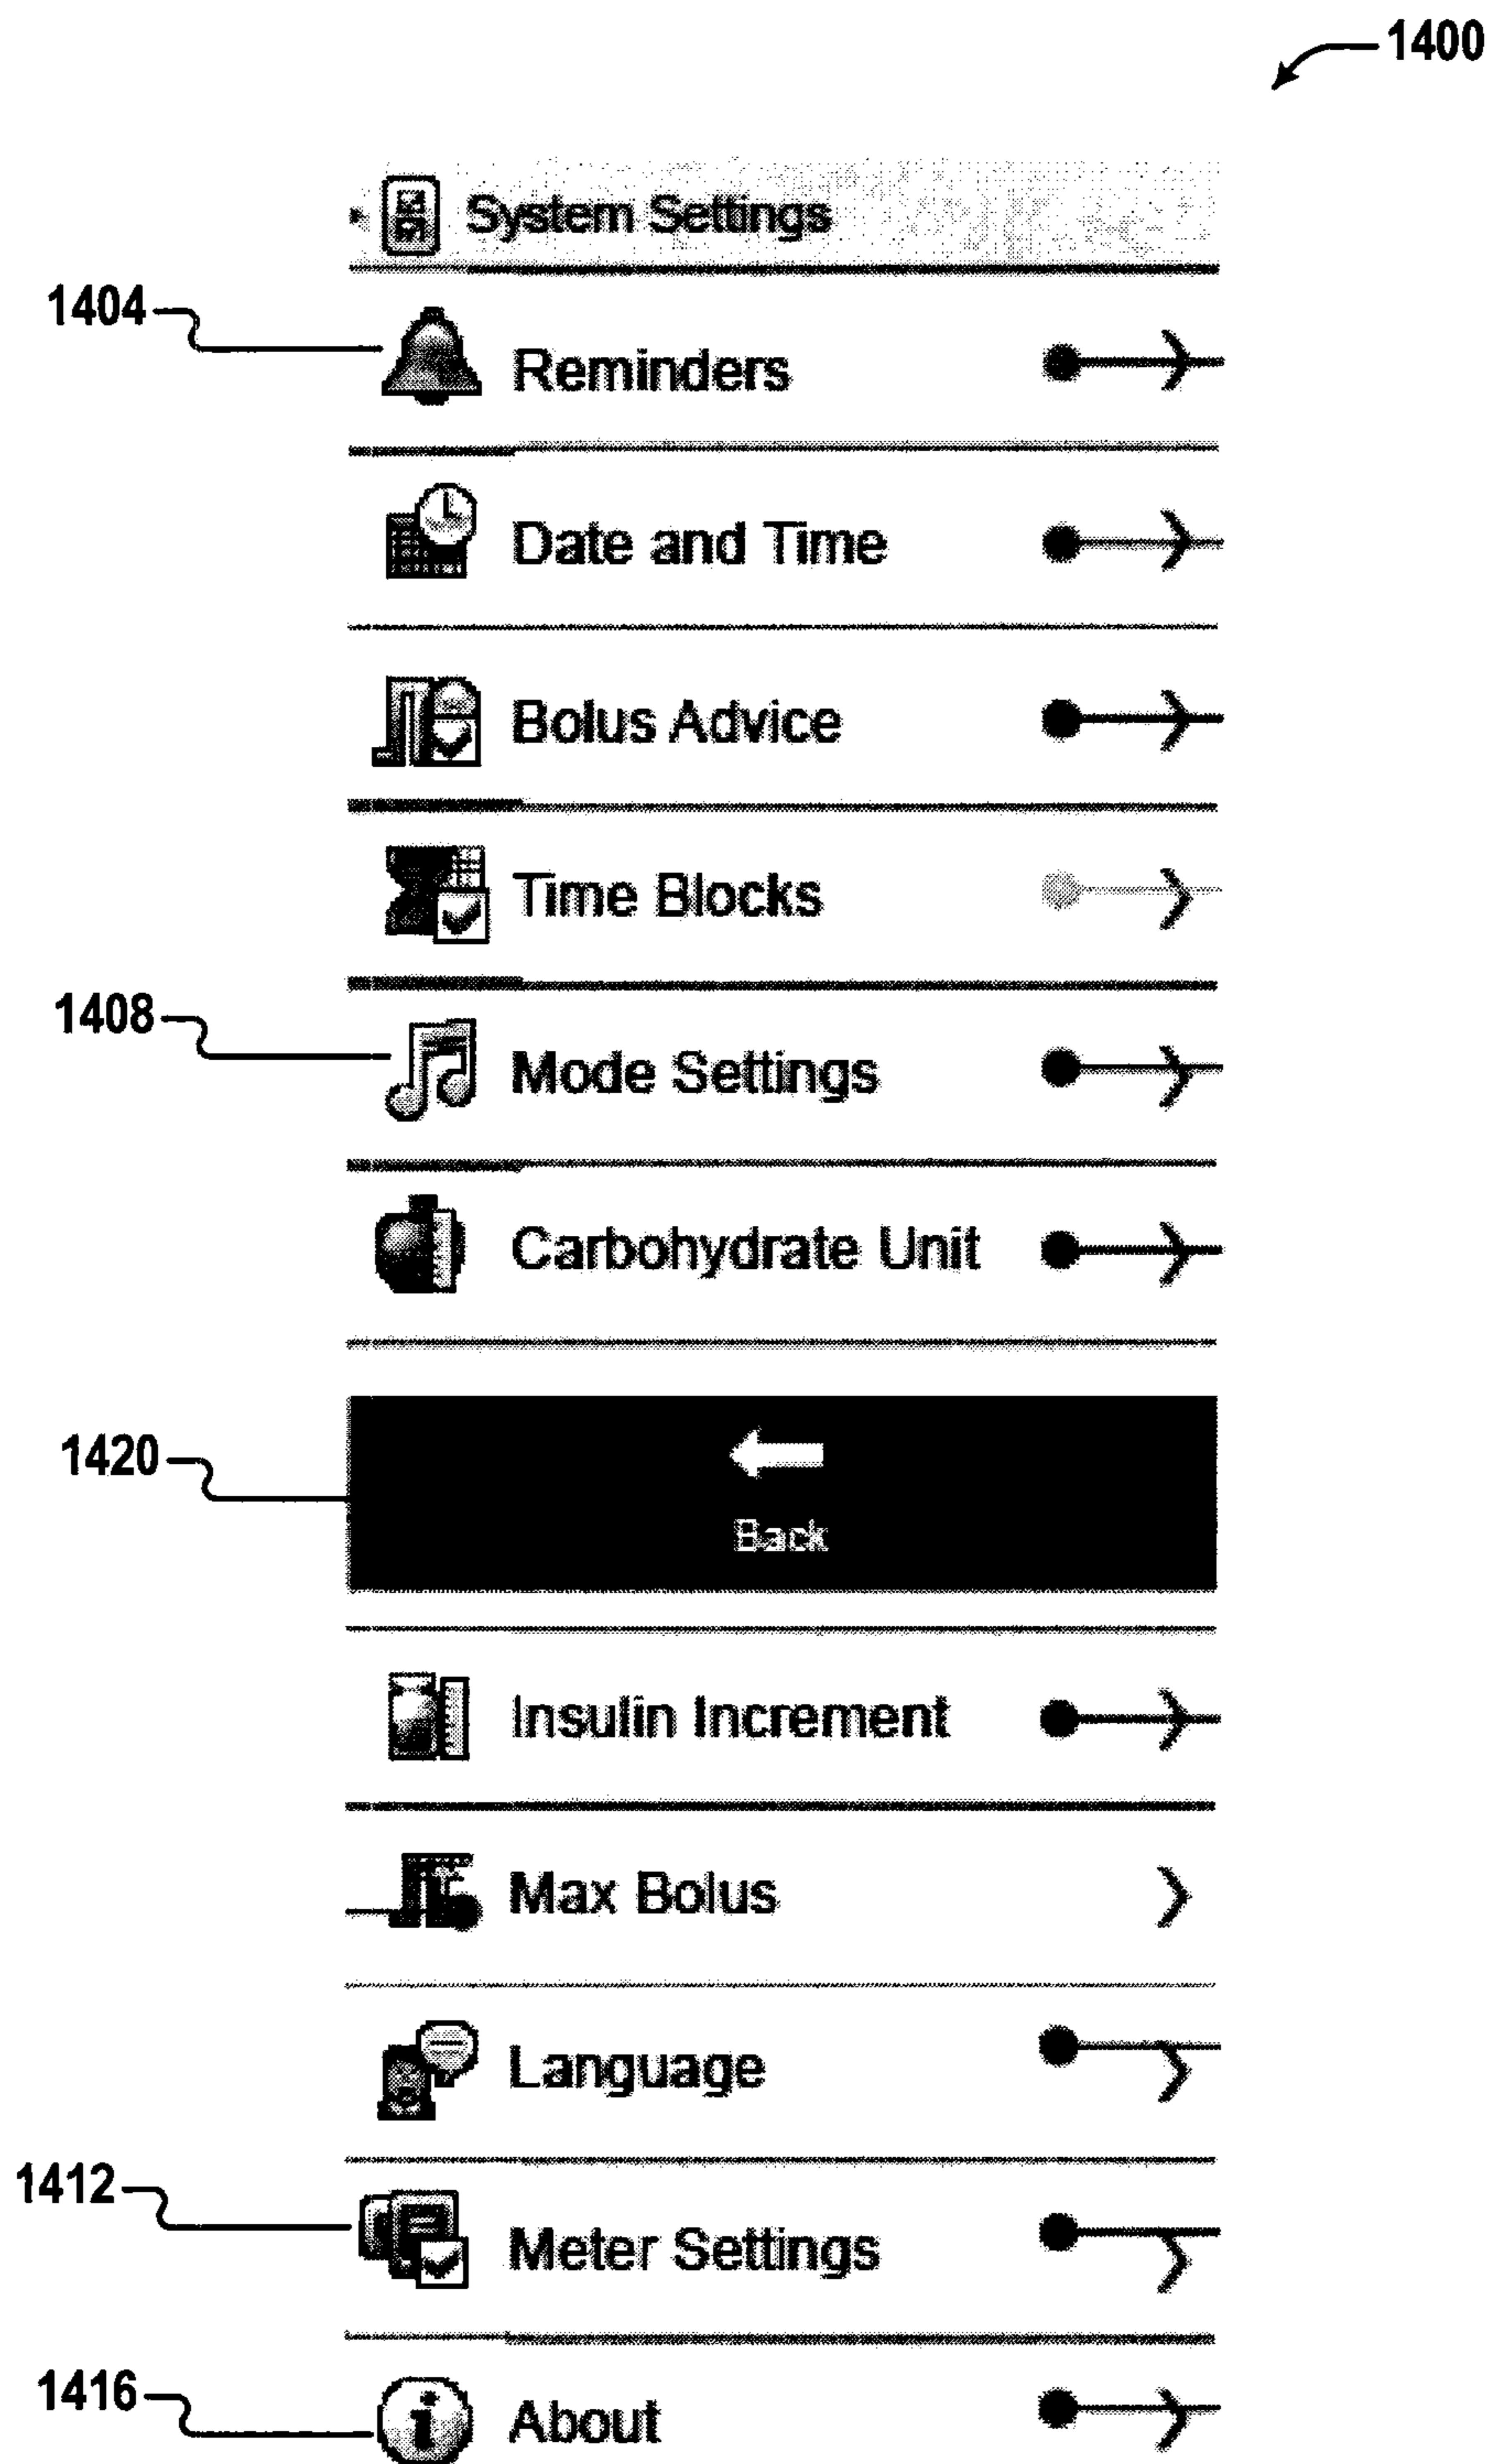 1400
System Settings
1404
Reminders
Date and Time
Bolus Advice
Time Blocks
1408
Mode Settings
Carbohydrate Unit
1420
Back
Insulin Increment
Max Bolus
Language
1412
Meter Settings
1416
About